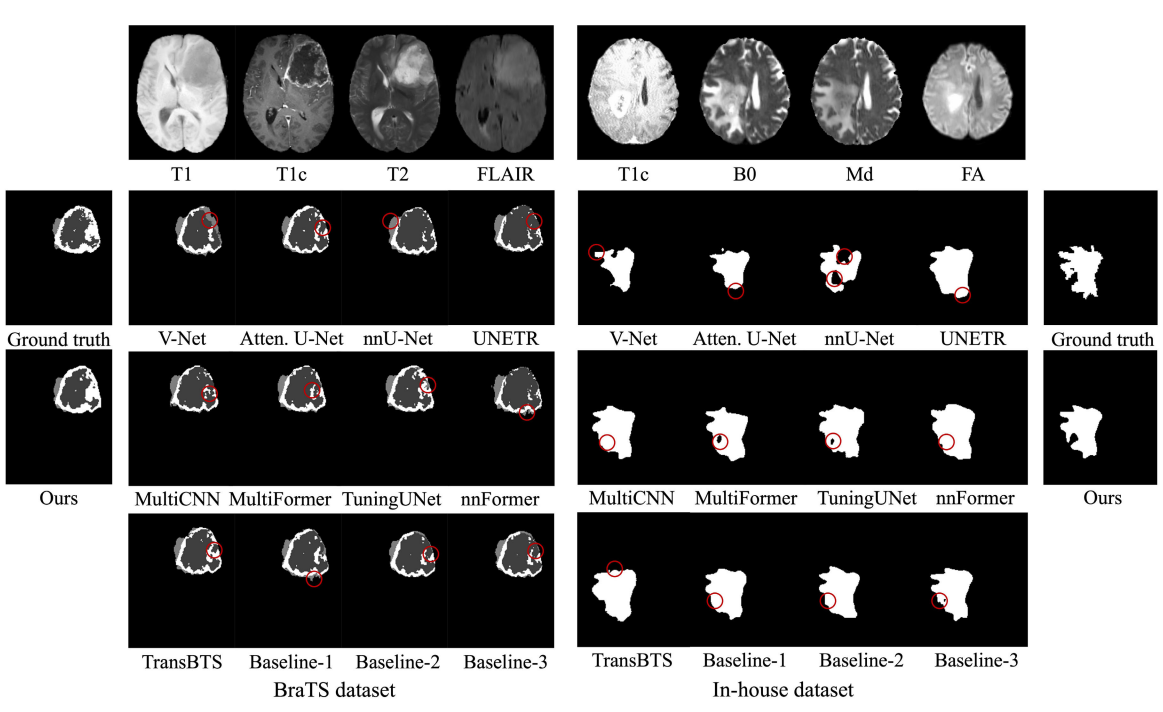 T1 T1c T2 FLAIR T1c B0 Md FA
Ground truth V-Net Atten. U-Net nnU-Net UNETR V-Net Atten. U-Net nnU-Net UNETR Ground truth
Ours MultiCNN MultiFormer TuningUNet nnFormer MultiCNN MultiFormer TuningUNet nnFormer Ours
TransBTS Baseline-1 Baseline-2 Baseline-3 TransBTS Baseline-1 Baseline-2 Baseline-3
BraTS dataset In-house dataset